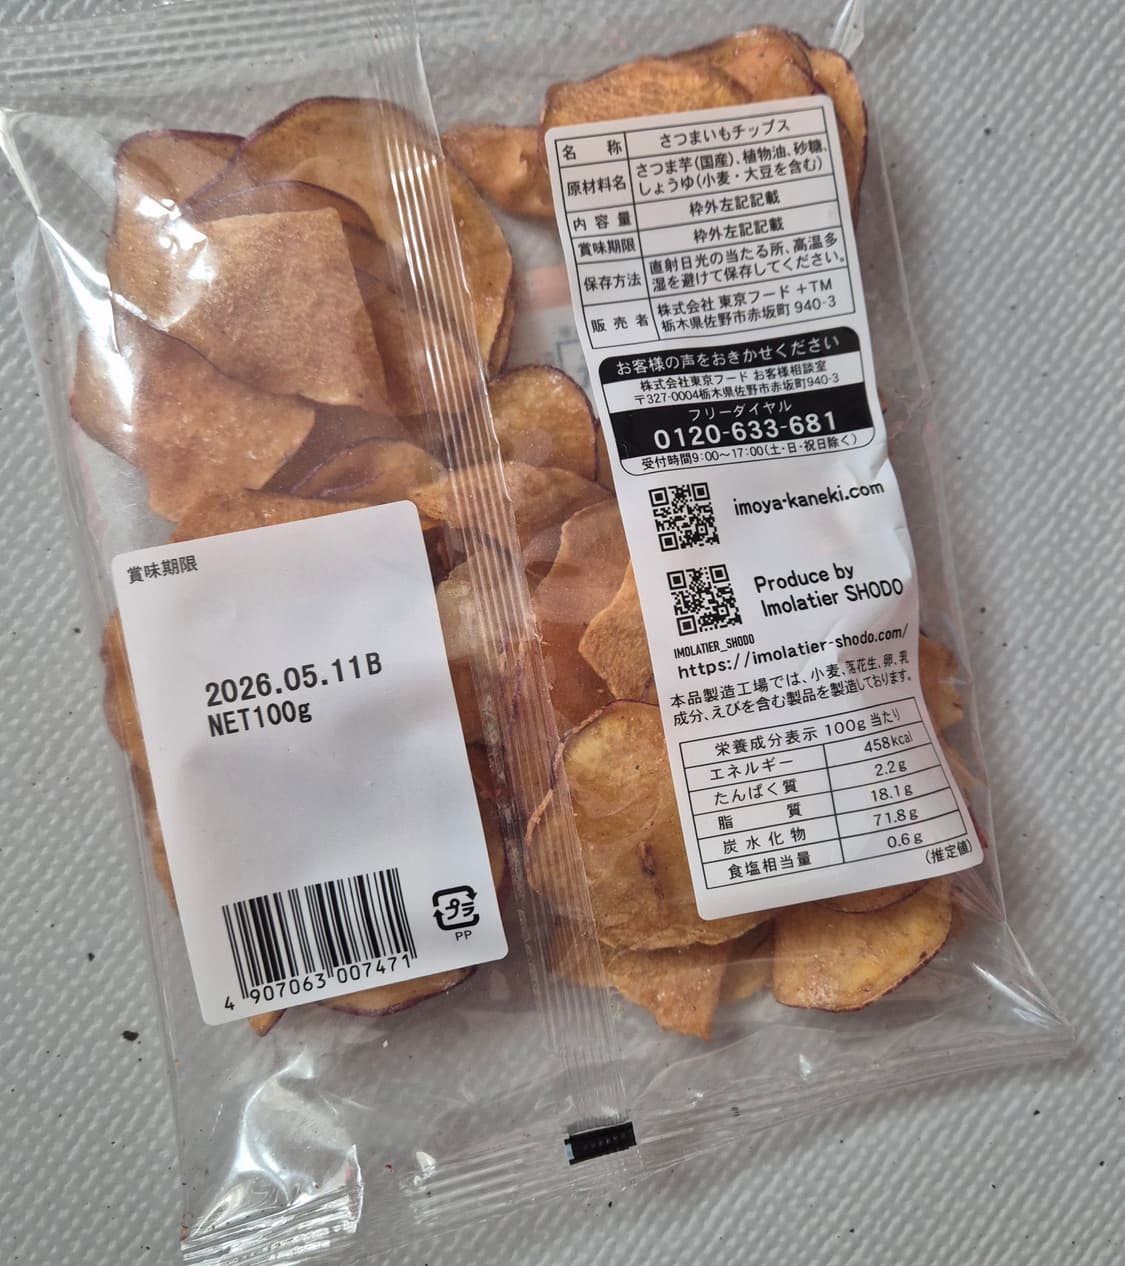 賞味期限
2026.05.11B
NET100g
4 907063 007471
プラ
PP
名 称 さつまいもチップス
原材料名 さつま芋(国産)、植物油、砂糖、
しょうゆ(小麦・大豆を含む)
内 容 量 枠外左記記載
賞味期限 枠外左記記載
保存方法 直射日光の当たる所、高温多
湿を避けて保存してください。
販 売 者 株式会社 東京フード +TM
栃木県佐野市赤坂町 940-3
お客様の声をおきかせください
株式会社東京フード お客様相談室
〒327-0004栃木県佐野市赤坂町940-3
フリーダイヤル
0120-633-681
受付時間9:00〜17:00(土・日・祝日除く)
imoya-kaneki.com
Produce by
Imolatier SHODO
IMOLATIER_SHODO
https://imolatier-shodo.com/
本品製造工場では、小麦、落花生、卵、乳
成分、えびを含む製品を製造しております。
栄養成分表示 100g 当たり
エネルギー 458kcal
たんぱく質 2.2g
脂 質 18.1g
炭 水 化 物 71.8g
食塩相当量 0.6g
(推定値)